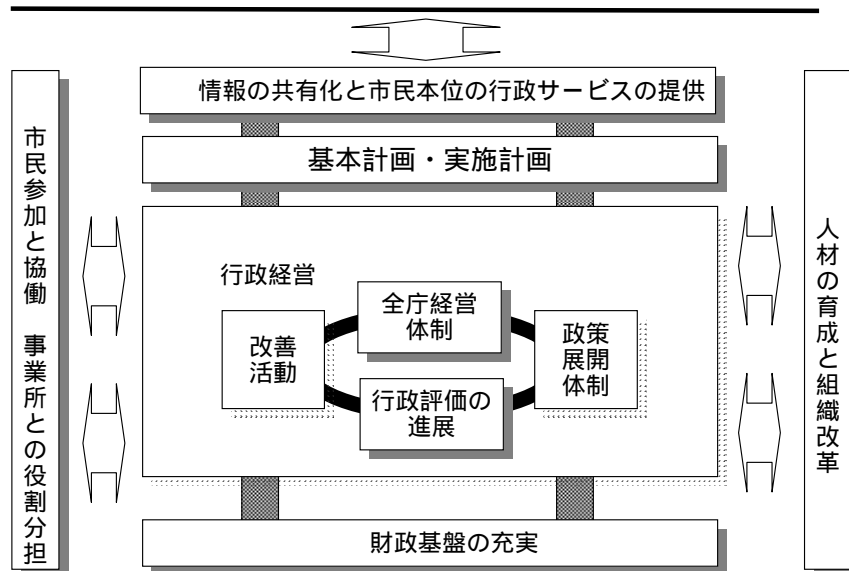 情報の共有化と市民本位の行政サービスの提供
基本計画・実施計画
市民参加と協働　事業所との役割分担
行政経営
全庁経営
体制
改善
活動
政策
展開
体制
行政評価の
進展
人材の育成と組織改革
財政基盤の充実